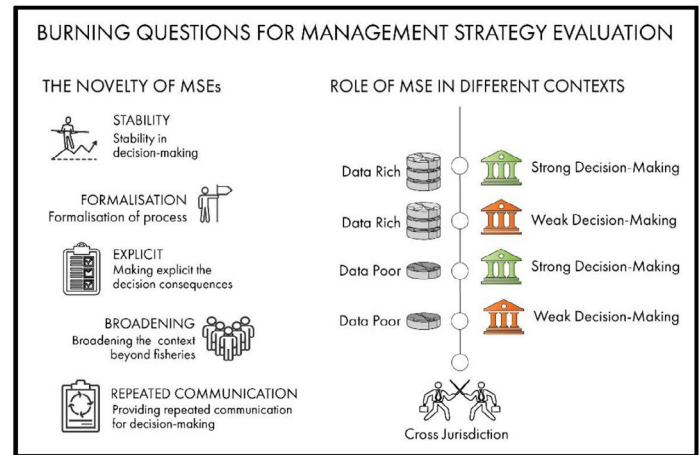 BURNING QUESTIONS FOR MANAGEMENT STRATEGY EVALUATION
THE NOVELTY OF MSEs
STABILITY
Stability in
decision-making
FORMALISATION
Formalisation of process
EXPLICIT
Making explicit the
decision consequences
BROADENING
Broadening the context
beyond fisheries
REPEATED COMMUNICATION
Providing repeated communication
for decision-making
ROLE OF MSE IN DIFFERENT CONTEXTS
Data Rich
Strong Decision-Making
Data Rich
Weak Decision-Making
Data Poor
Strong Decision-Making
Data Poor
Weak Decision-Making
Cross Jurisdiction